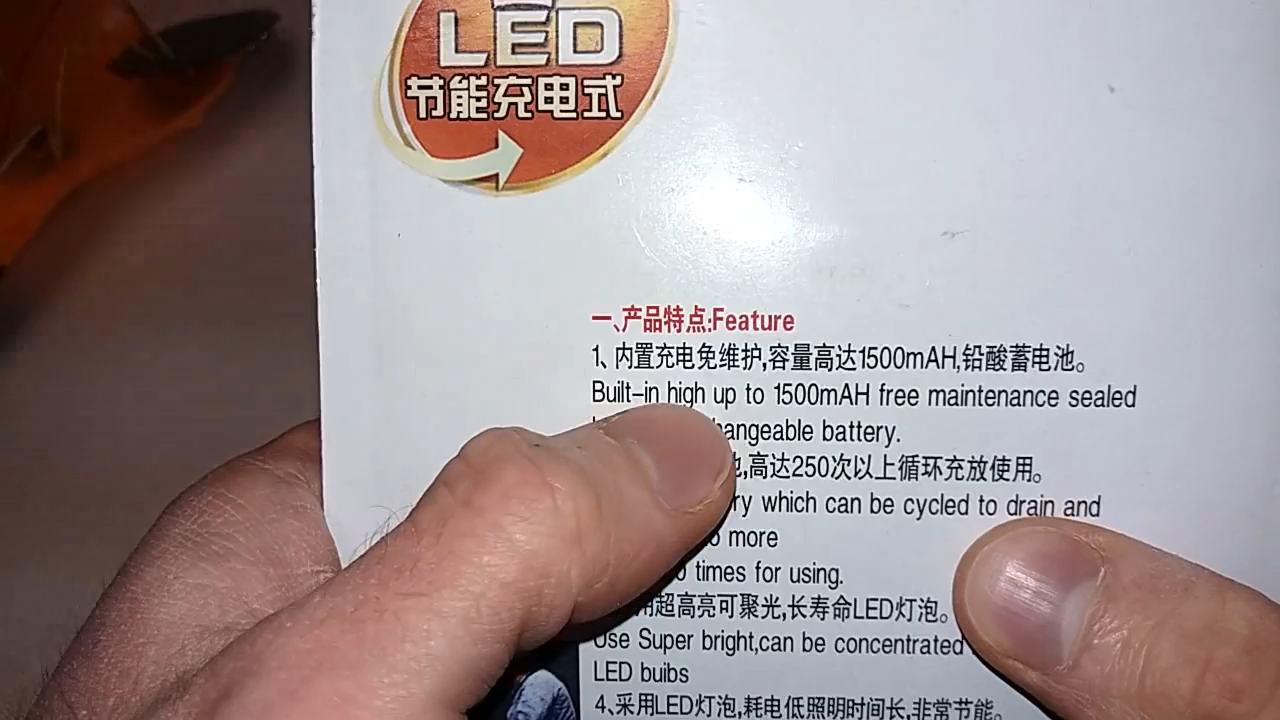 LED
节能充电式
一、产品特点:Feature
1、内置充电免维护,容量高达1500mAH,铅酸蓄电池。
Built-in high up to 1500mAH free maintenance sealed
hangeable battery.
,高达250次以上循环充放使用。
which can be cycled to drain and
more
times for using.
超高亮可聚光,长寿命LED灯泡。
Use Super bright,can be concentrated
LED buibs
4、采用LED灯泡,耗电低照明时间长,非常节能。